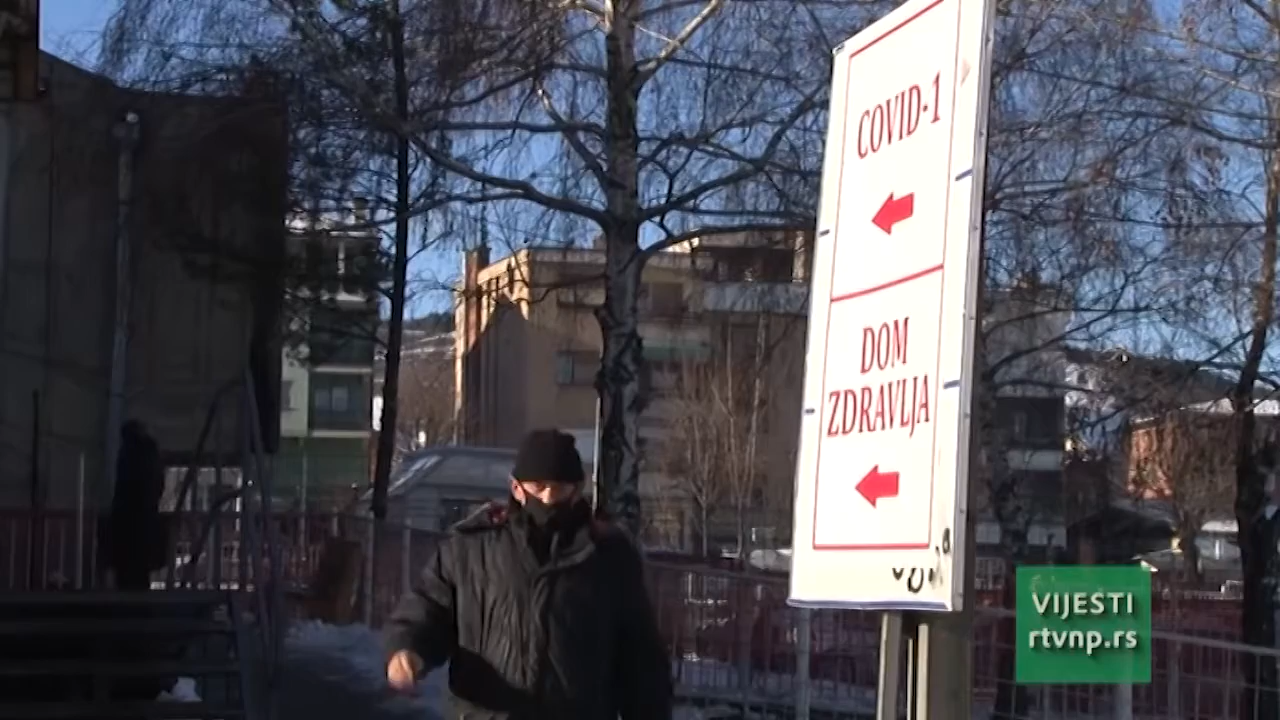 COVID-1
DOM
ZDRAVLJA
VIJESTI
rtvnp.rs